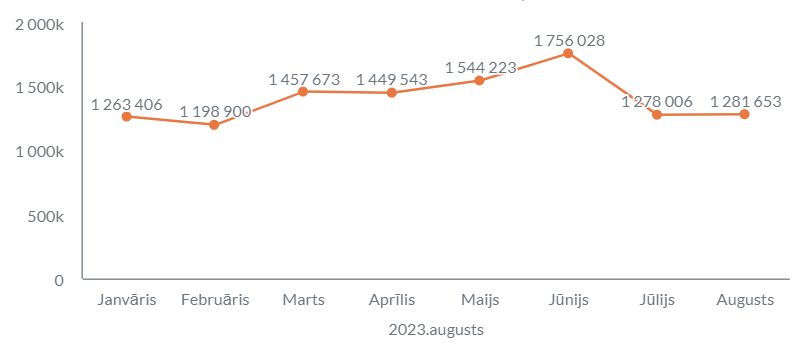 2 000k
1 756 028
1 544 223
1 457 673
1 449 543
1 500k
1 263 406
1 198 900
1 278 006
1 281 653
1 000k
500k
0
Janvāris Februāris Marts Aprīlis Maijs Jūnijs Jūlijs Augusts
2023.augusts